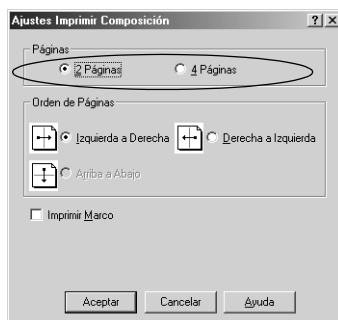 Ajustes Imprimir Composición
Páginas
2 Páginas
4 Páginas
Orden de Páginas
Izquierda a Derecha
Derecha a Izquierda
Arriba a Abajo
Imprimir Marco
Aceptar
Cancelar
Ayuda